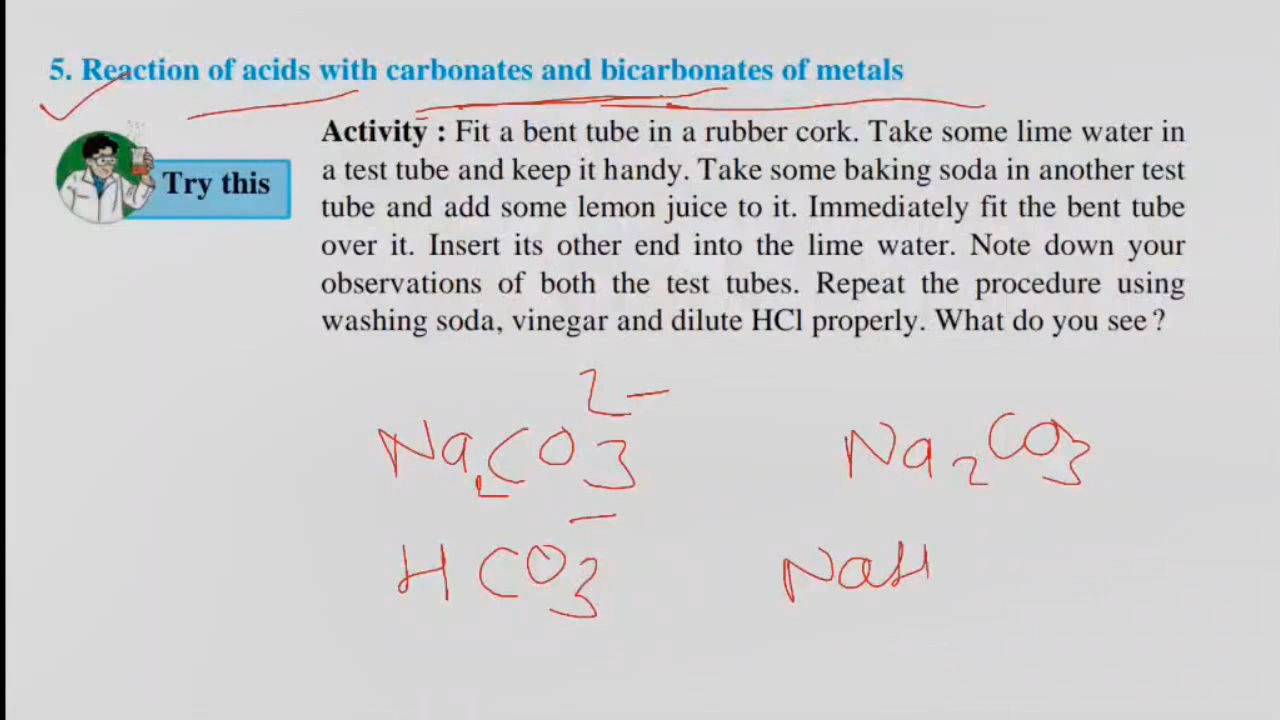 5. Reaction of acids with carbonates and bicarbonates of metals
Try this
Activity : Fit a bent tube in a rubber cork. Take some lime water in
a test tube and keep it handy. Take some baking soda in another test
tube and add some lemon juice to it. Immediately fit the bent tube
over it. Insert its other end into the lime water. Note down your
observations of both the test tubes. Repeat the procedure using
washing soda, vinegar and dilute HCl properly. What do you see ?
Na₂CO₃²⁻ Na₂CO₃
HCO₃⁻ NaH